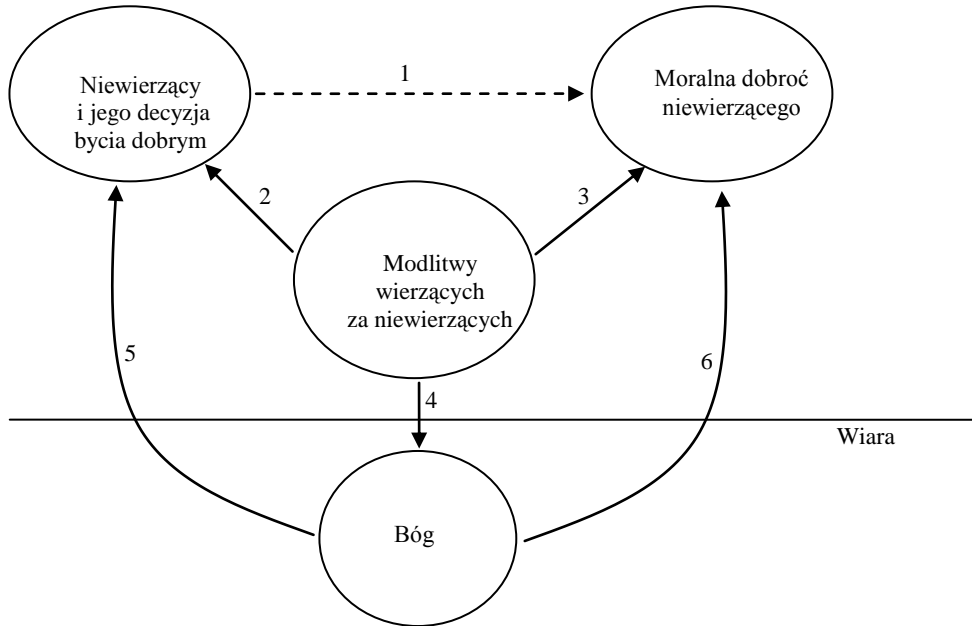 Niewierzący
i jego decyzja
bycia dobrym
1
Moralna dobroć
niewierzącego
2
3
Modlitwy
wierzących
za niewierzących
5
6
4
Wiara
Bóg